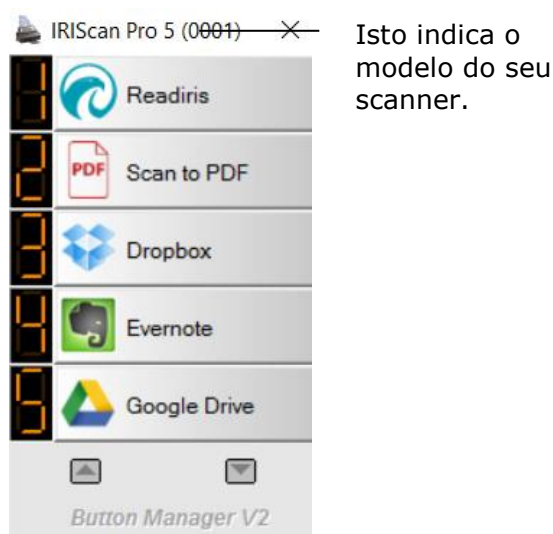 IRIScan Pro 5 (0001)
Isto indica o
modelo do seu
scanner.
1 Readiris
2 PDF Scan to PDF
3 Dropbox
4 Evernote
5 Google Drive
Button Manager V2